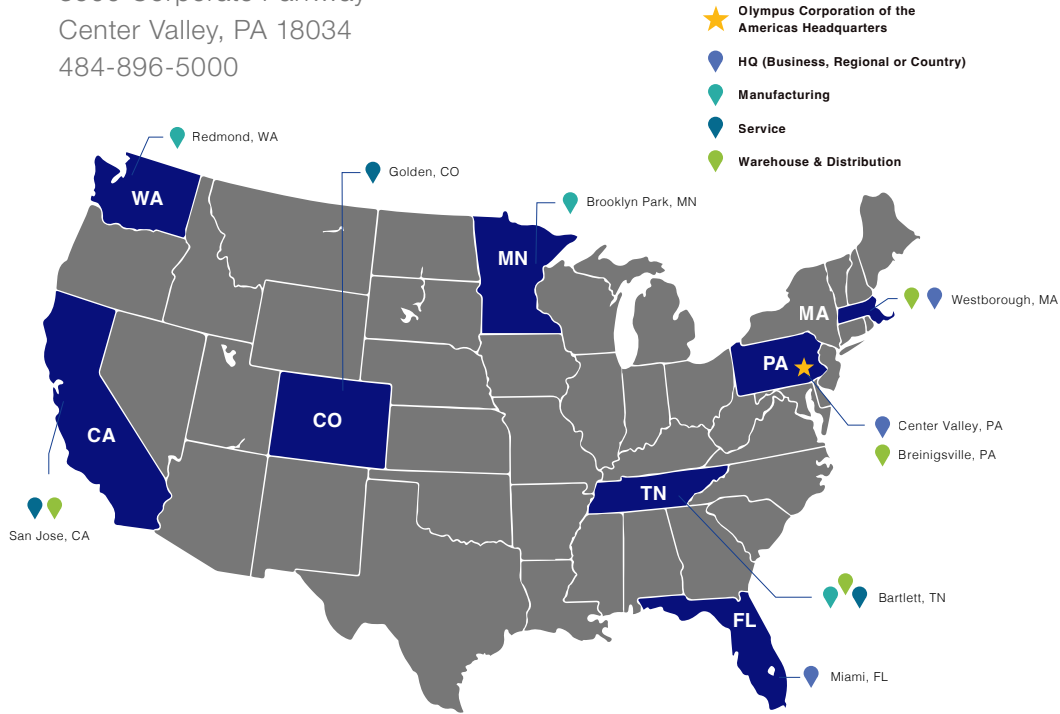 Center Valley, PA 18034
484-896-5000
Olympus Corporation of the
Americas Headquarters
HQ (Business, Regional or Country)
Manufacturing
Service
Warehouse & Distribution
Redmond, WA
Golden, CO
Brooklyn Park, MN
WA
MN
Westborough, MA
MA
PA
CO
CA
Center Valley, PA
Breinigsville, PA
TN
San Jose, CA
Bartlett, TN
FL
Miami, FL